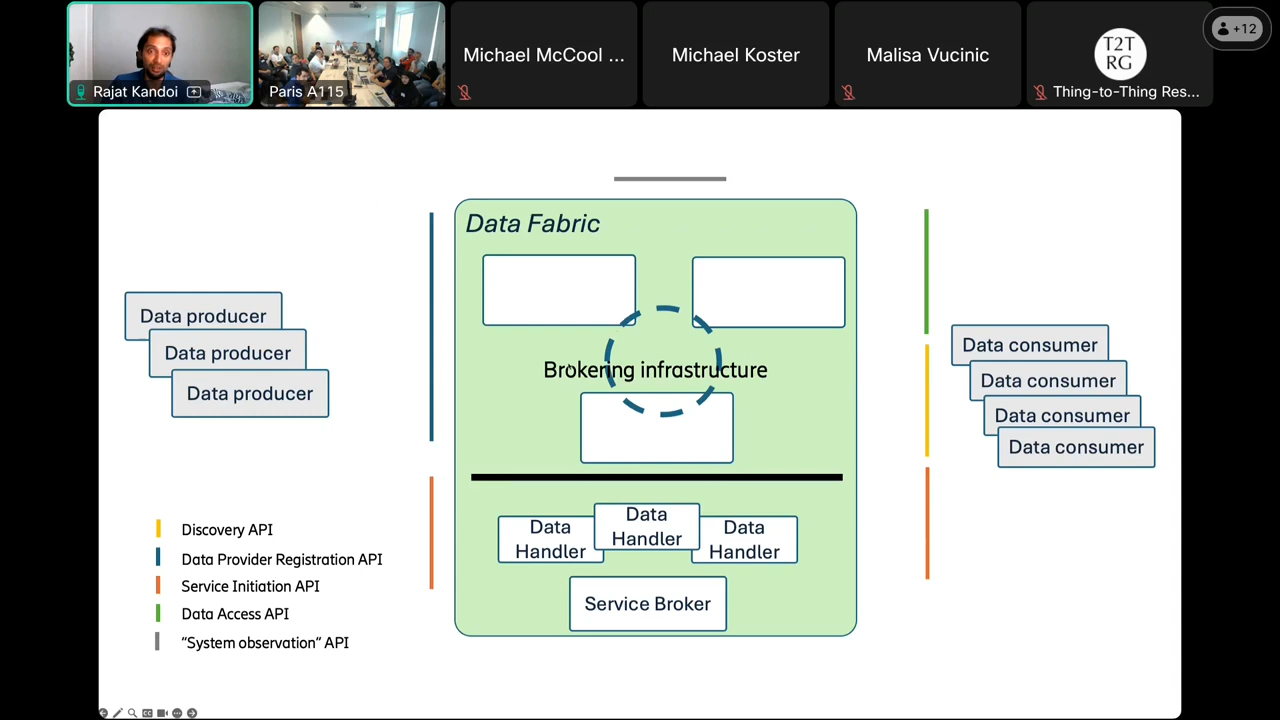 Rajat Kandoi
Paris A115
Michael McCool ...
Michael Koster
Malisa Vucinic
T2T
RG
Thing-to-Thing Res...
+12
Data Fabric
Data producer
Data producer
Data producer
Brokering infrastructure
Data consumer
Data consumer
Data consumer
Data consumer
Data
Handler
Data
Handler
Data
Handler
Service Broker
Discovery API
Data Provider Registration API
Service Initiation API
Data Access API
“System observation” API